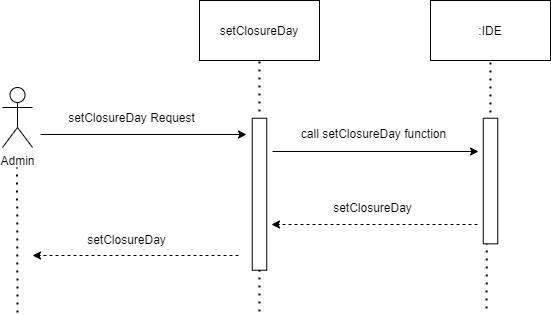 setClosureDay
:IDE
setClosureDay Request
call setClosureDay function
Admin
setClosureDay
setClosureDay